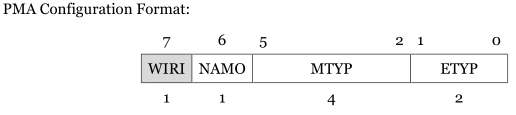 PMA Configuration Format:
7 6 5 2 1 0
WIRI NAMO MTYP ETYP
1 1 4 2